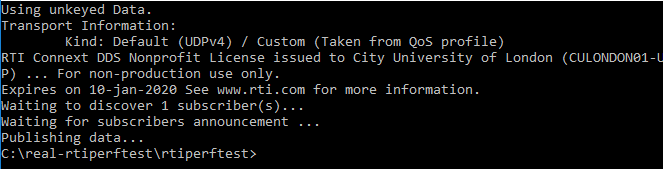 Using unkeyed Data.
Transport Information:
Kind: Default (UDPv4) / Custom (Taken from QoS profile)
RTI Connext DDS Nonprofit License issued to City University of London (CULONDON01-U
P) ... For non-production use only.
Expires on 10-jan-2020 See www.rti.com for more information.
Waiting to discover 1 subscriber(s)...
Waiting for subscribers announcement ...
Publishing data...
C:\real-rtiperftest\rtiperftest>